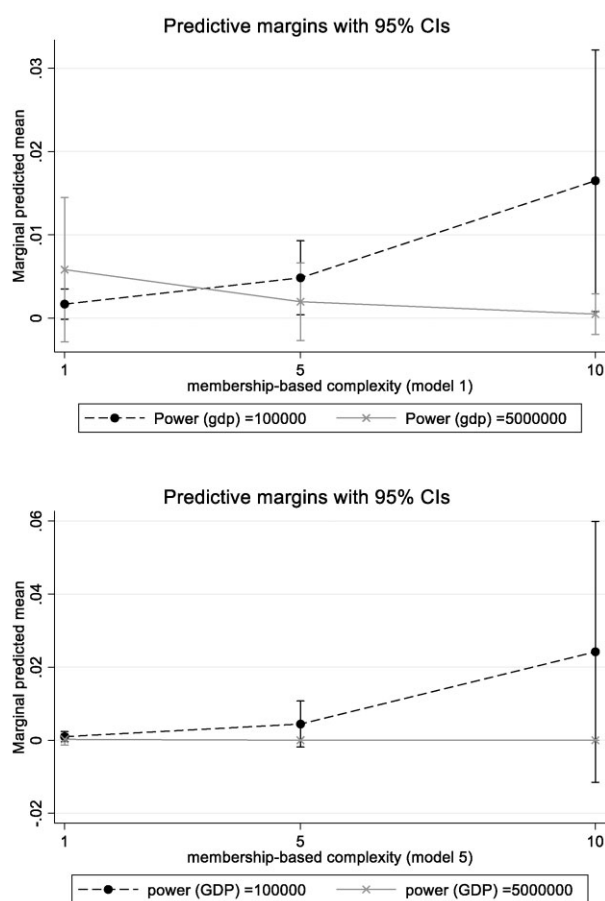 Predictive margins with 95% CIs
Marginal predicted mean
.03
.02
.01
0
1
5
10
membership-based complexity (model 1)
Power (gdp) =100000 Power (gdp) =5000000
Predictive margins with 95% CIs
Marginal predicted mean
.06
.04
.02
0
-.02
1
5
10
membership-based complexity (model 5)
power (GDP) =100000 power (GDP) =5000000